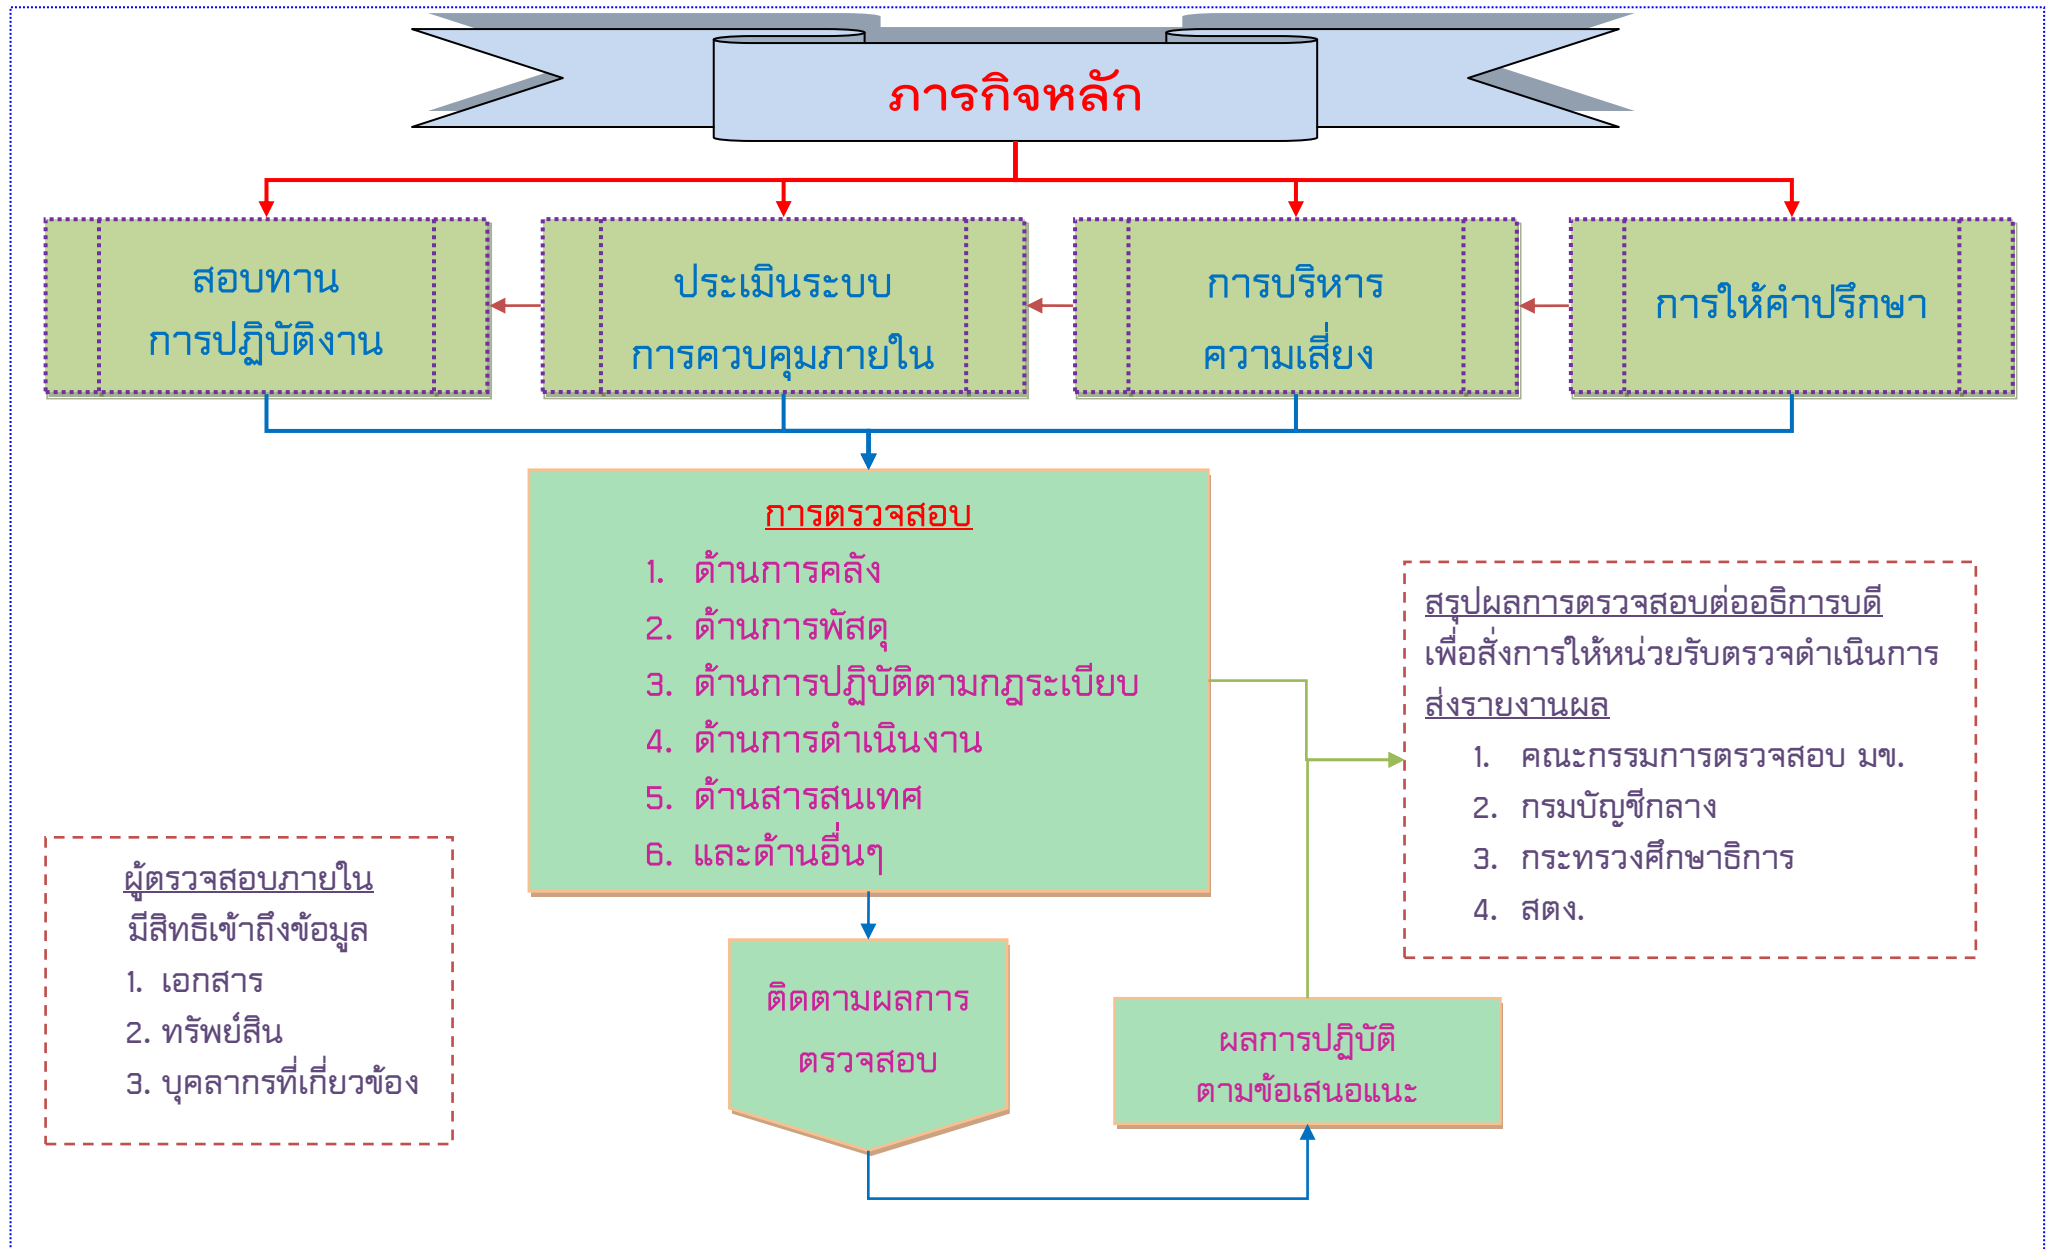 ภารกิจหลัก
สอบทาน
การปฏิบัติงาน
ประเมินระบบ
การควบคุมภายใน
การบริหาร
ความเสี่ยง
การให้คำปรึกษา
การตรวจสอบ
1. ด้านการคลัง
2. ด้านการพัสดุ
3. ด้านการปฏิบัติตามกฎระเบียบ
4. ด้านการดำเนินงาน
5. ด้านสารสนเทศ
6. และด้านอื่นๆ
สรุปผลการตรวจสอบต่ออธิการบดี
เพื่อสั่งการให้หน่วยรับตรวจดำเนินการ
ส่งรายงานผล
1. คณะกรรมการตรวจสอบ มข.
2. กรมบัญชีกลาง
3. กระทรวงศึกษาธิการ
4. สตง.
ผู้ตรวจสอบภายใน
มีสิทธิเข้าถึงข้อมูล
1. เอกสาร
2. ทรัพย์สิน
3. บุคลากรที่เกี่ยวข้อง
ติดตามผลการ
ตรวจสอบ
ผลการปฏิบัติ
ตามข้อเสนอแนะ